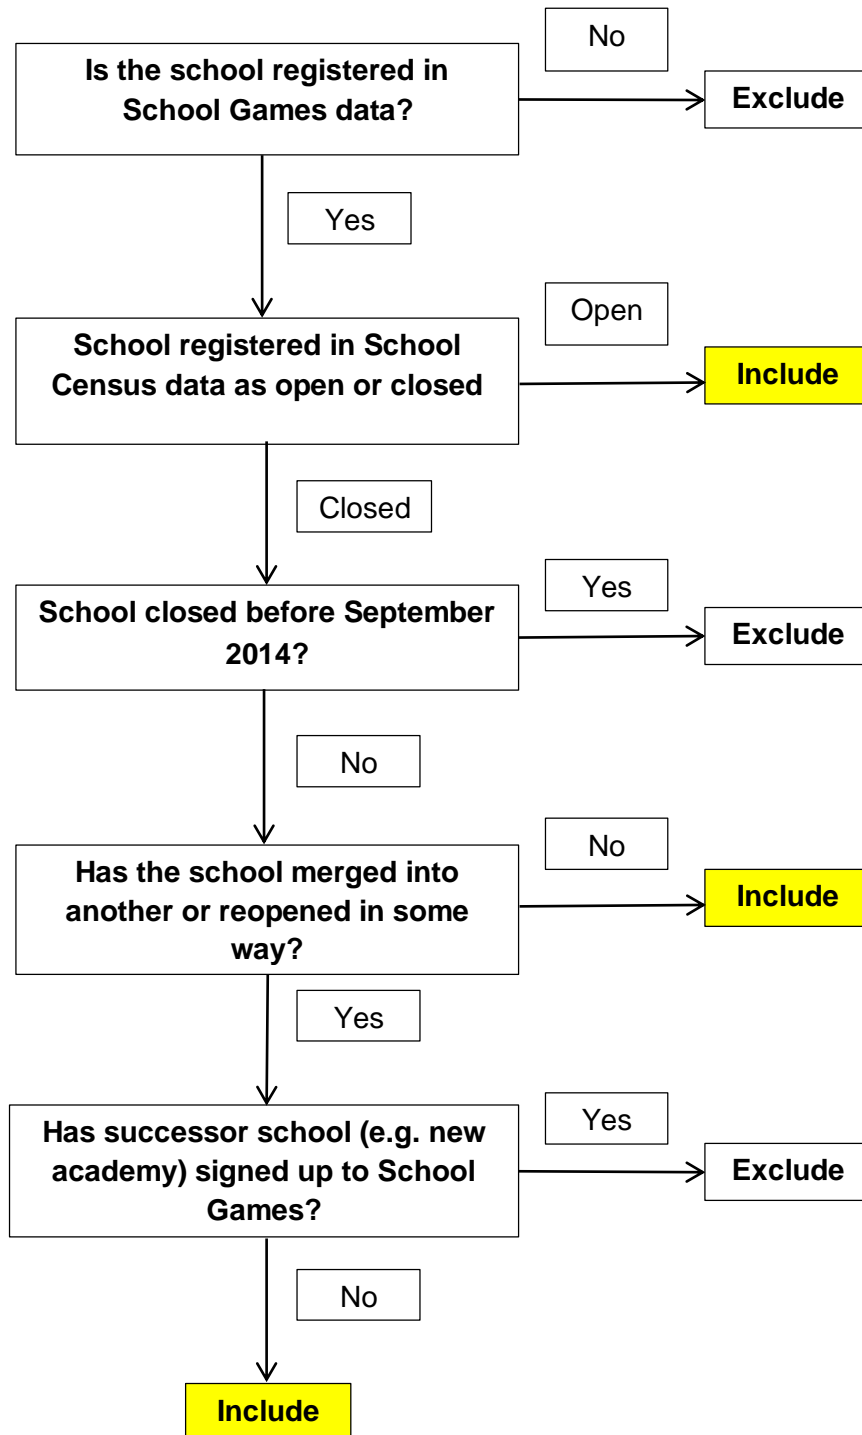 No
Is the school registered in
School Games data?
Exclude
Yes
Open
School registered in School
Census data as open or closed
Include
Closed
Yes
School closed before September
2014?
Exclude
No
No
Has the school merged into
another or reopened in some
way?
Include
Yes
Yes
Has successor school (e.g. new
academy) signed up to School
Games?
Exclude
No
Include